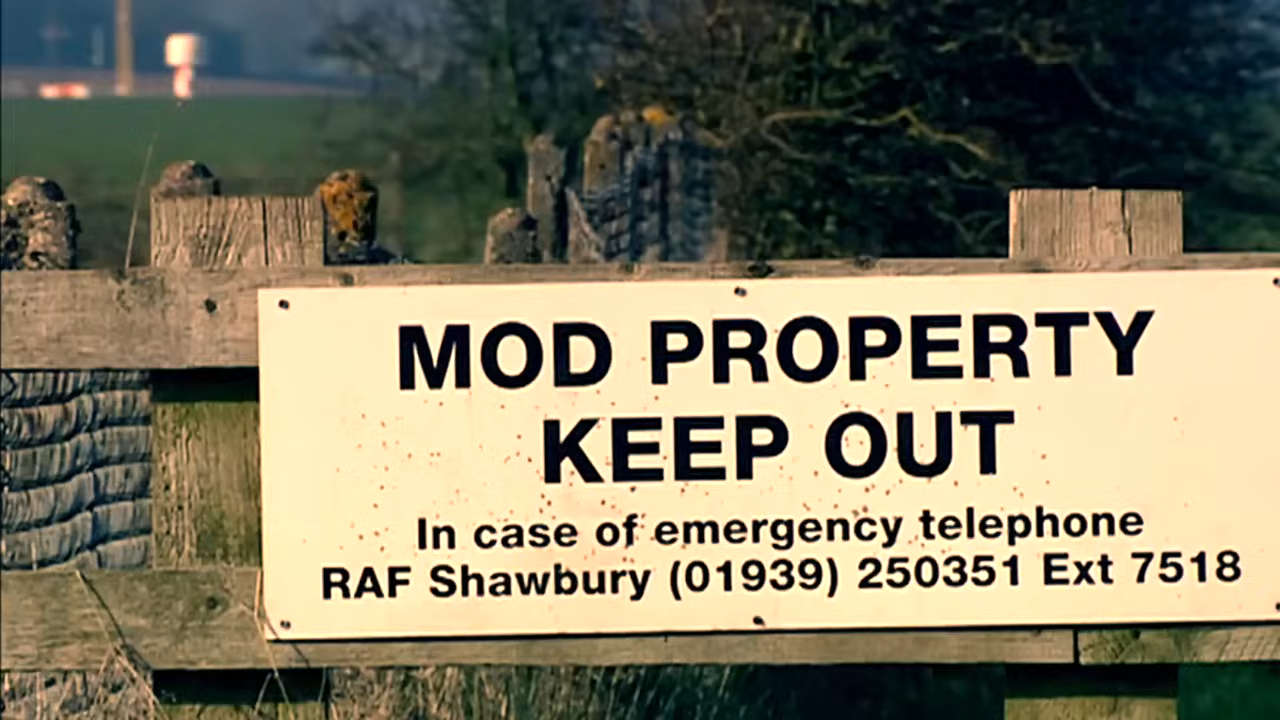 MOD PROPERTY
KEEP OUT
In case of emergency telephone
RAF Shawbury (01939) 250351 Ext 7518